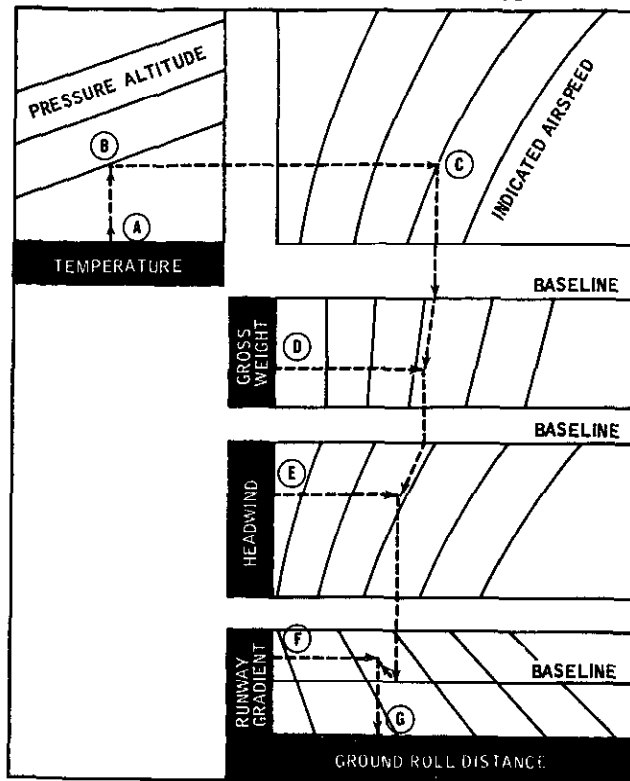 PRESSURE ALTITUDE
B
C
A
INDICATED AIRSPEED
TEMPERATURE
BASELINE
GROSS
WEIGHT
D
BASELINE
HEADWIND
E
RUNWAY
GRADIENT
F
BASELINE
G
GROUND ROLL DISTANCE